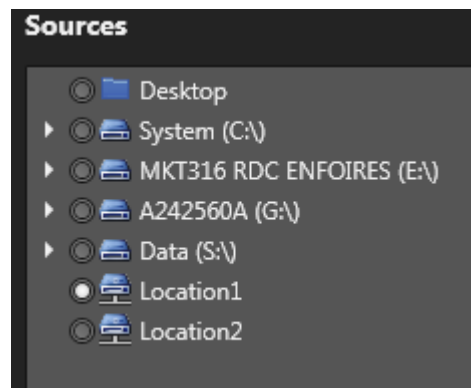 Sources
Desktop
System (C:\)
MKT316 RDC ENFOIRES (E:\)
A242560A (G:\)
Data (S:\)
Location1
Location2